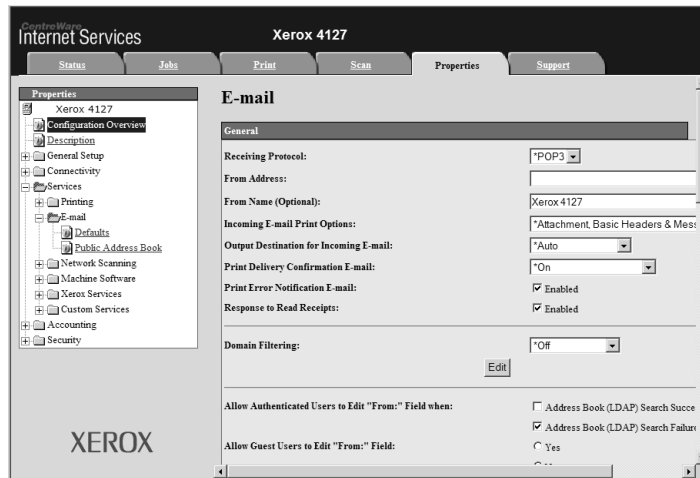 CentreWare
Internet Services
Xerox 4127
Status
Jobs
Print
Scan
Properties
Support
Properties
Xerox 4127
Configuration Overview
Description
General Setup
Connectivity
Services
Printing
E-mail
Defaults
Public Address Book
Network Scanning
Machine Software
Xerox Services
Custom Services
Accounting
Security
XEROX
E-mail
General
Receiving Protocol: *POP3
From Address:
From Name (Optional): Xerox 4127
Incoming E-mail Print Options: *Attachment, Basic Headers & Mess
Output Destination for Incoming E-mail: *Auto
Print Delivery Confirmation E-mail: *On
Print Error Notification E-mail: Enabled
Response to Read Receipts: Enabled
Domain Filtering: *Off
Edit
Allow Authenticated Users to Edit "From:" Field when: Address Book (LDAP) Search Succe
Address Book (LDAP) Search Failure
Allow Guest Users to Edit "From:" Field: Yes